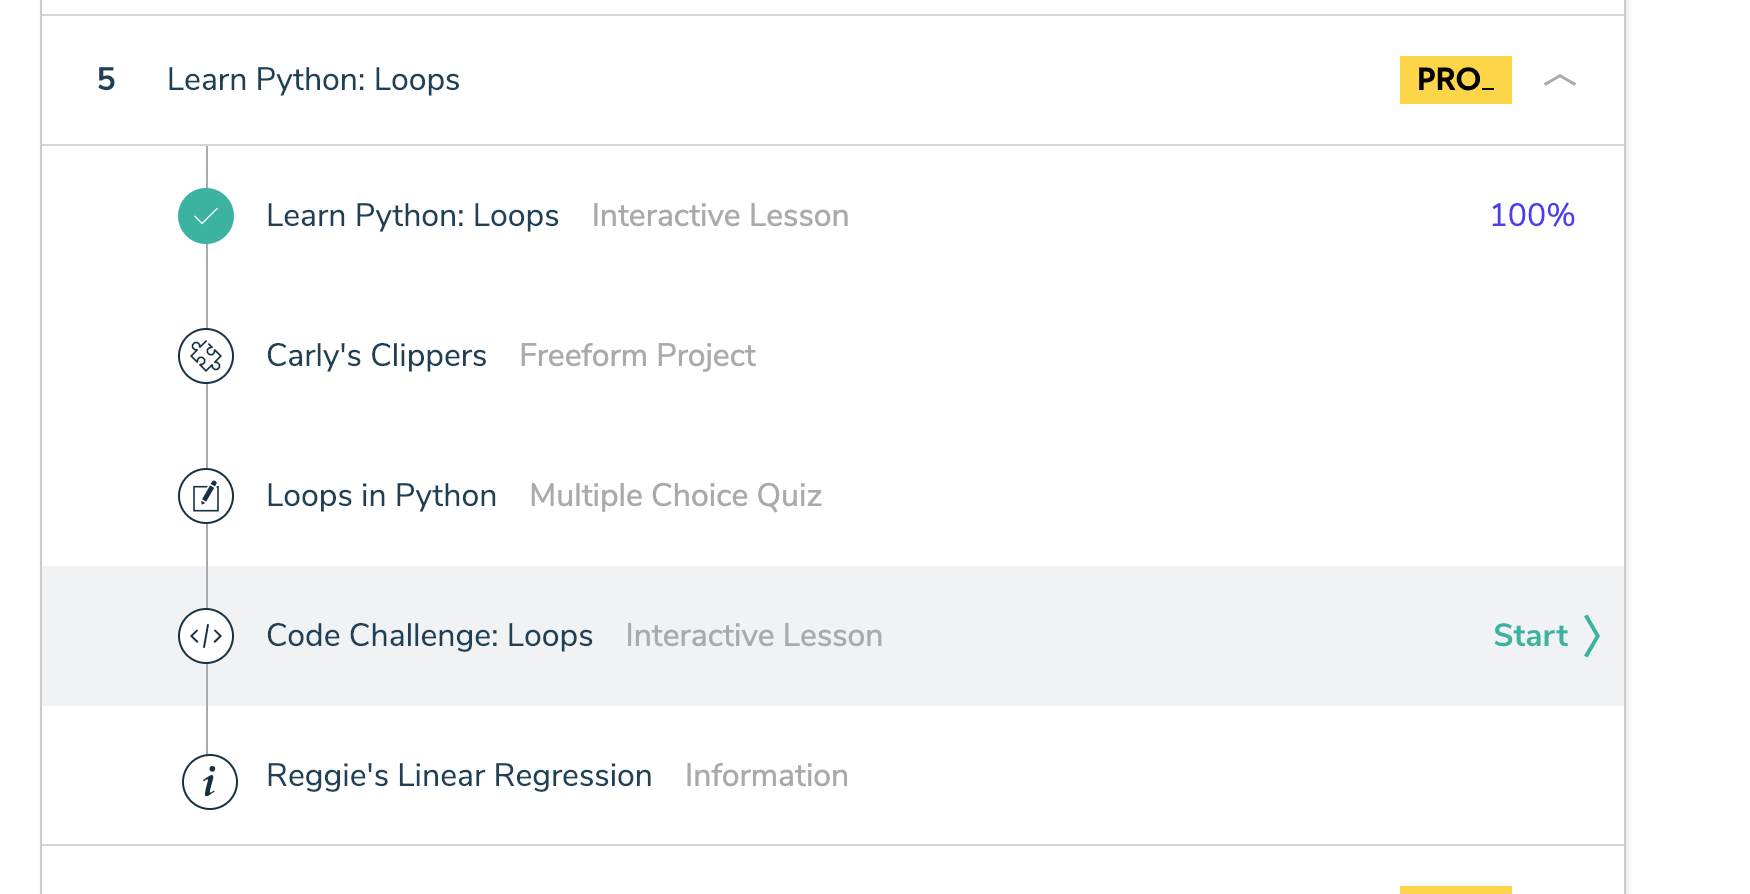 5 Learn Python: Loops PRO_
Learn Python: Loops Interactive Lesson 100%
Carly's Clippers Freeform Project
Loops in Python Multiple Choice Quiz
</> Code Challenge: Loops Interactive Lesson Start
i Reggie's Linear Regression Information